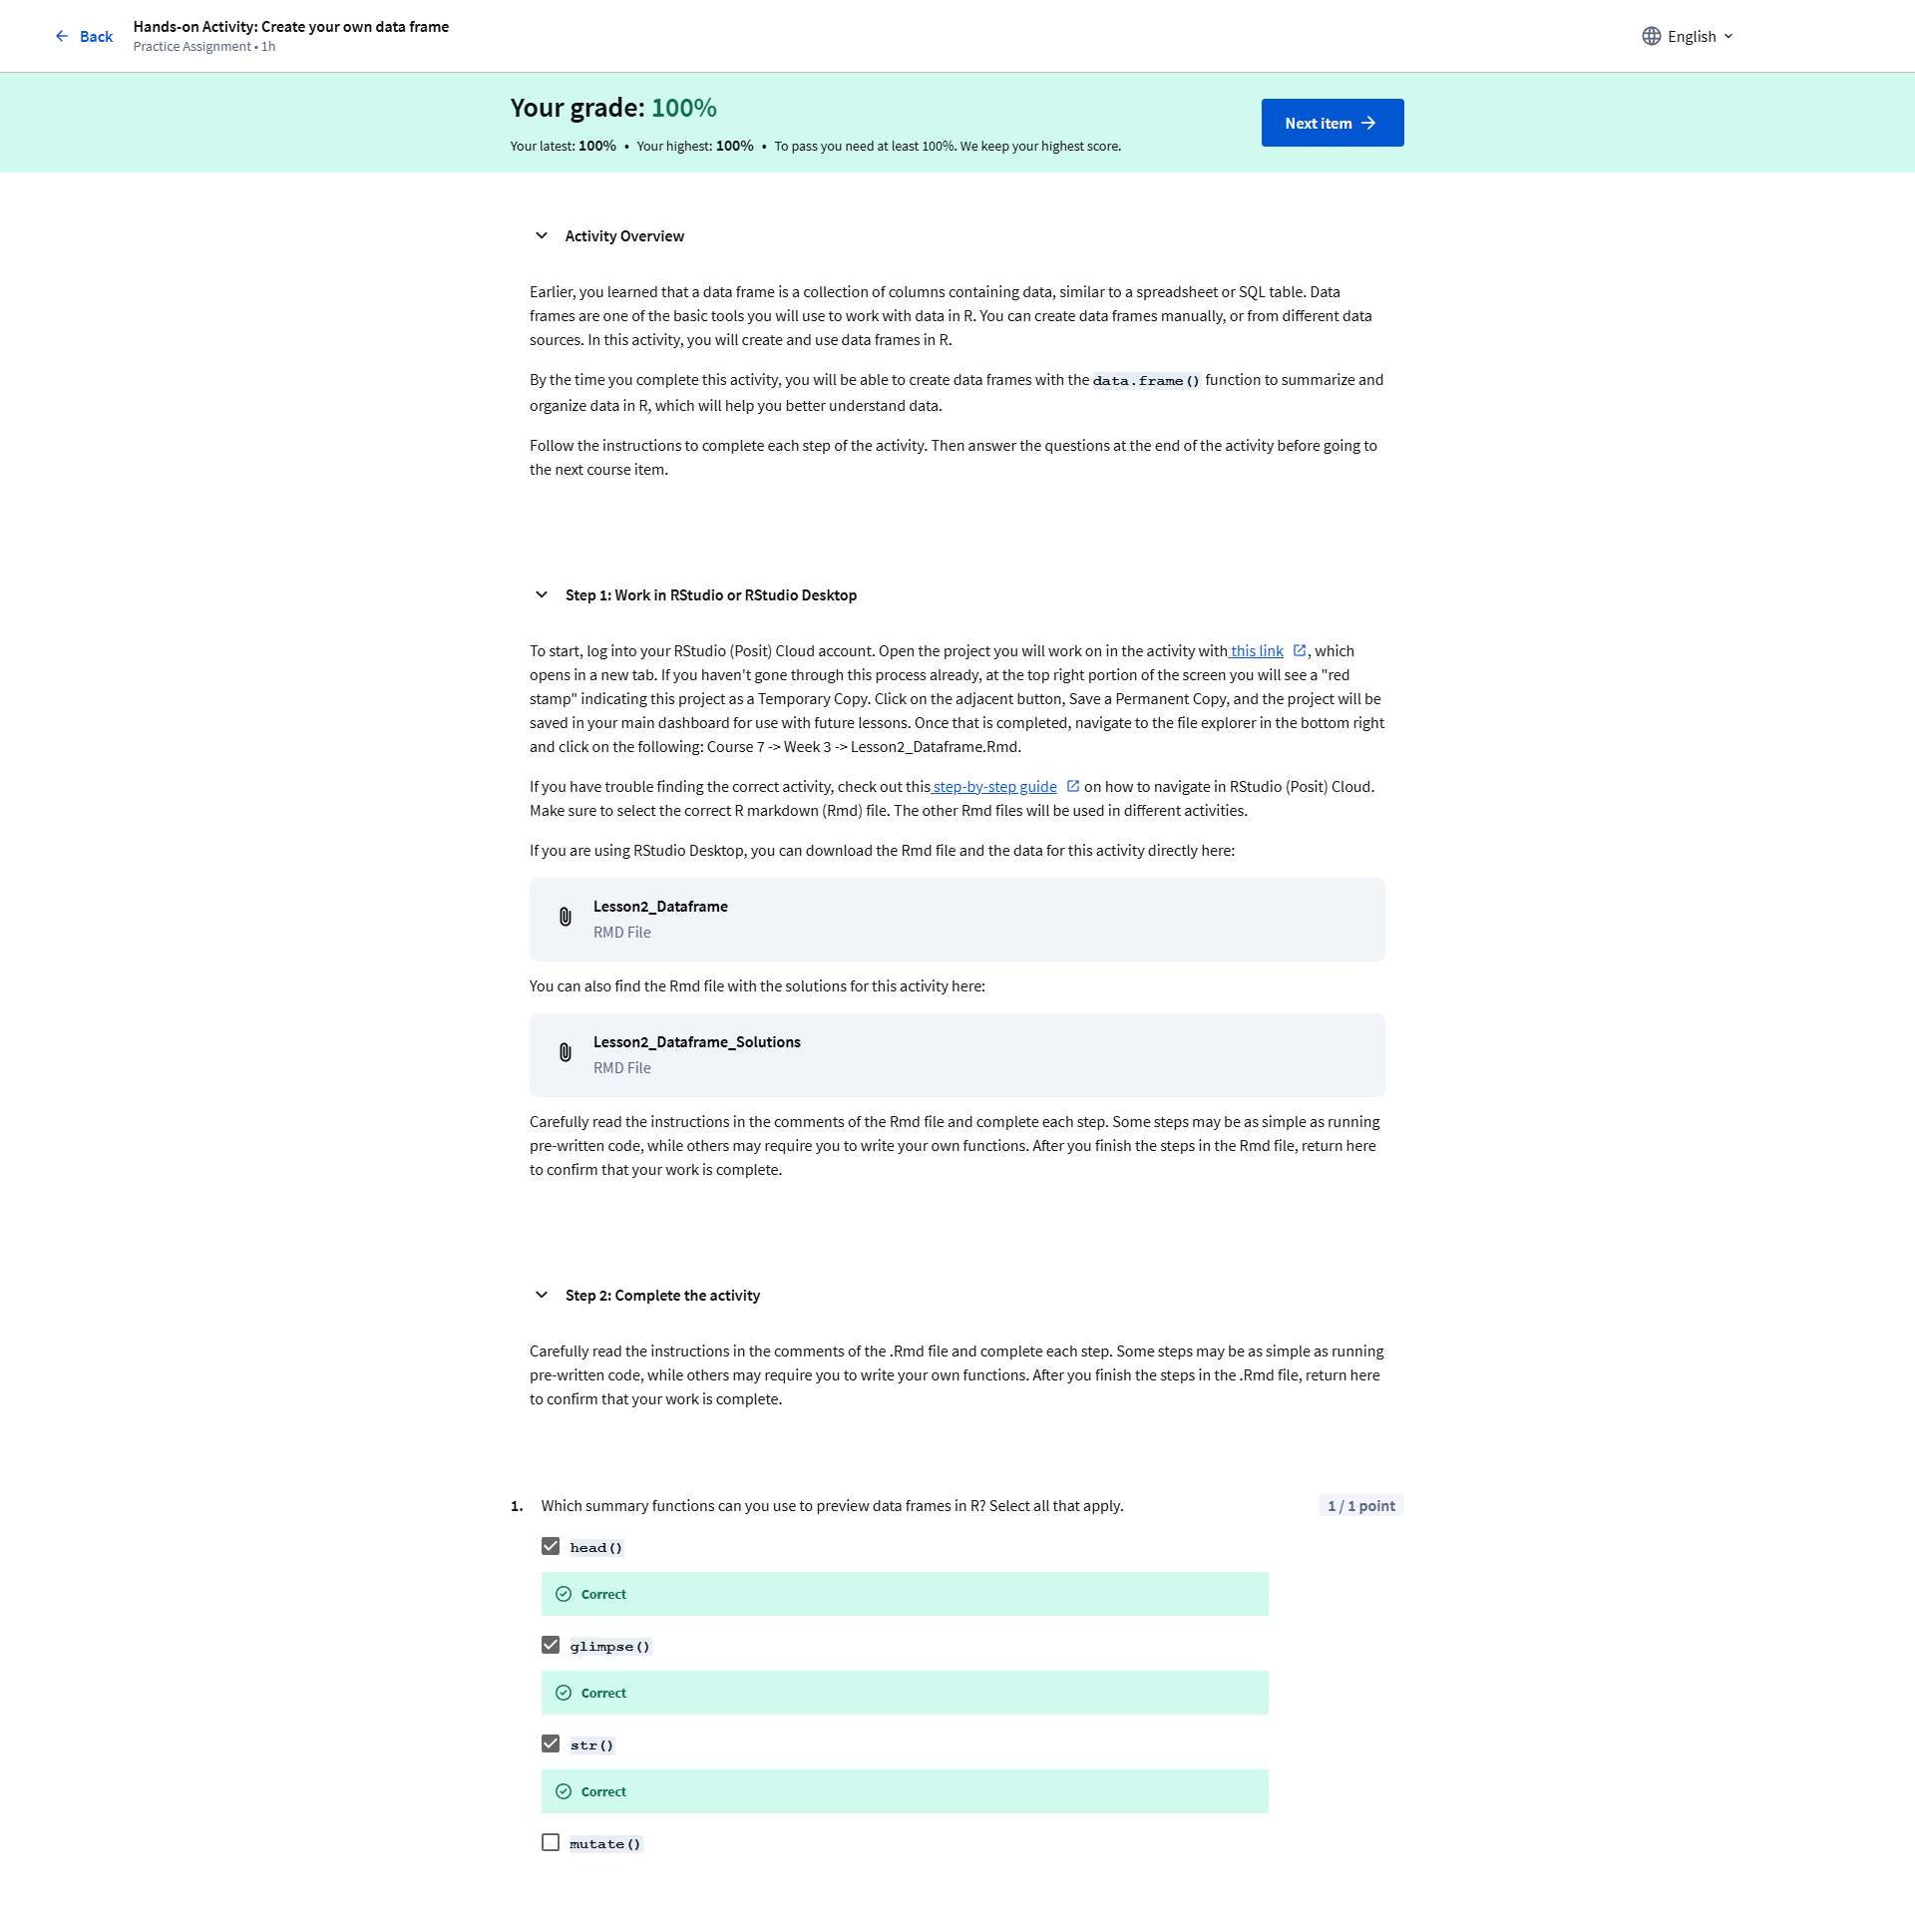 Back
Hands-on Activity: Create your own data frame
Practice Assignment • 1h
English
Your grade: 100%
Your latest: 100% • Your highest: 100% • To pass you need at least 100%. We keep your highest score.
Next item
Activity Overview
Earlier, you learned that a data frame is a collection of columns containing data, similar to a spreadsheet or SQL table. Data
frames are one of the basic tools you will use to work with data in R. You can create data frames manually, or from different data
sources. In this activity, you will create and use data frames in R.
By the time you complete this activity, you will be able to create data frames with the data.frame() function to summarize and
organize data in R, which will help you better understand data.
Follow the instructions to complete each step of the activity. Then answer the questions at the end of the activity before going to
the next course item.
Step 1: Work in RStudio or RStudio Desktop
To start, log into your RStudio (Posit) Cloud account. Open the project you will work on in the activity with this link, which
opens in a new tab. If you haven't gone through this process already, at the top right portion of the screen you will see a "red
stamp" indicating this project as a Temporary Copy. Click on the adjacent button, Save a Permanent Copy, and the project will be
saved in your main dashboard for use with future lessons. Once that is completed, navigate to the file explorer in the bottom right
and click on the following: Course 7 -> Week 3 -> Lesson2_Dataframe.Rmd.
If you have trouble finding the correct activity, check out this step-by-step guide on how to navigate in RStudio (Posit) Cloud.
Make sure to select the correct R markdown (Rmd) file. The other Rmd files will be used in different activities.
If you are using RStudio Desktop, you can download the Rmd file and the data for this activity directly here:
Lesson2_Dataframe
RMD File
You can also find the Rmd file with the solutions for this activity here:
Lesson2_Dataframe_Solutions
RMD File
Carefully read the instructions in the comments of the Rmd file and complete each step. Some steps may be as simple as running
pre-written code, while others may require you to write your own functions. After you finish the steps in the Rmd file, return here
to confirm that your work is complete.
Step 2: Complete the activity
Carefully read the instructions in the comments of the .Rmd file and complete each step. Some steps may be as simple as running
pre-written code, while others may require you to write your own functions. After you finish the steps in the .Rmd file, return here
to confirm that your work is complete.
1. Which summary functions can you use to preview data frames in R? Select all that apply.
1 / 1 point
head()
Correct
glimpse()
Correct
str()
Correct
mutate()